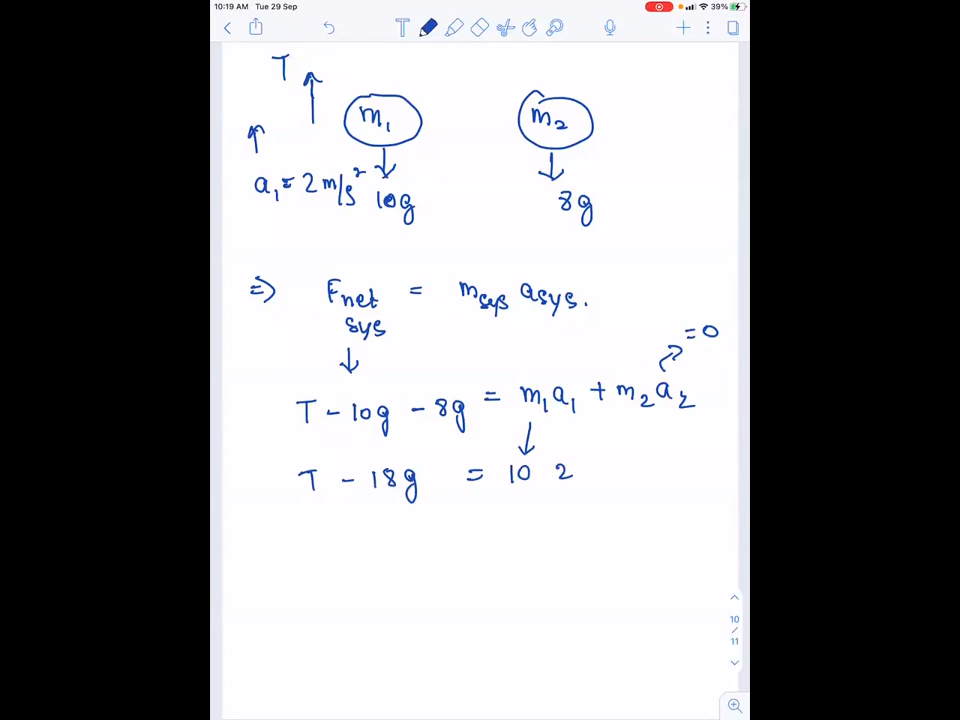 10:19 AM Tue 29 Sep 39%
T
T
m₁ m₂
a₁ = 2 m/s² 10g 8g
⇒ Fnet = msys asys.
sys
= 0
T - 10g - 8g = m₁a₁ + m₂a₂
T - 18g = 10 2
10
/
11